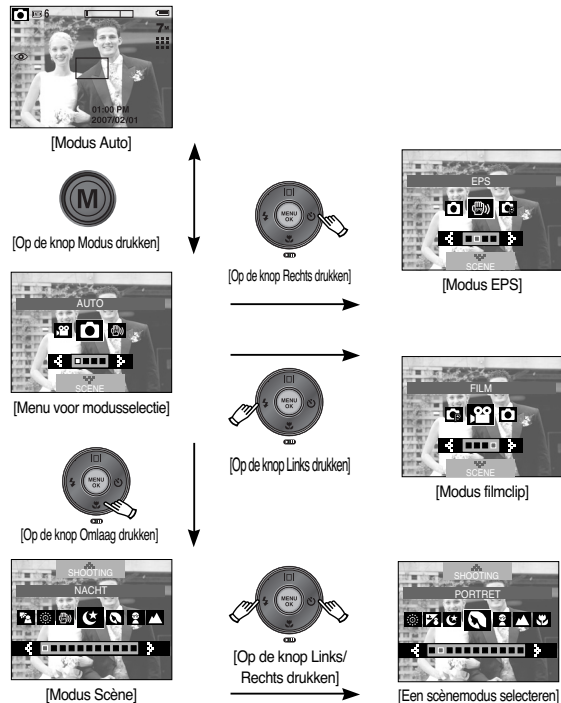 6
7M
01:00 PM
2007/02/01
[Modus Auto]
M
[Op de knop Modus drukken]
MENU
OK
[Op de knop Rechts drukken]
EPS
SCENE
[Modus EPS]
AUTO
SCENE
[Menu voor modusselectie]
MENU
OK
[Op de knop Links drukken]
FILM
SCENE
[Modus filmclip]
MENU
OK
[Op de knop Omlaag drukken]
SHOOTING
NACHT
[Modus Scène]
MENU
OK
[Op de knop Links/
Rechts drukken]
SHOOTING
PORTRET
[Een scènemodus selecteren]